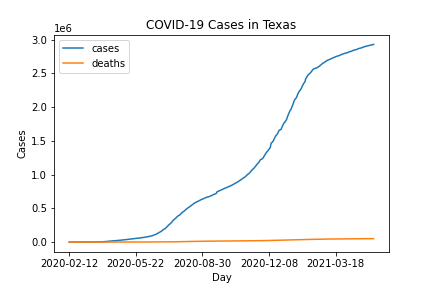 COVID-19 Cases in Texas
1e6
3.0
2.5
2.0
1.5
1.0
0.5
0.0
Cases
cases
deaths
2020-02-12 2020-05-22 2020-08-30 2020-12-08 2021-03-18
Day